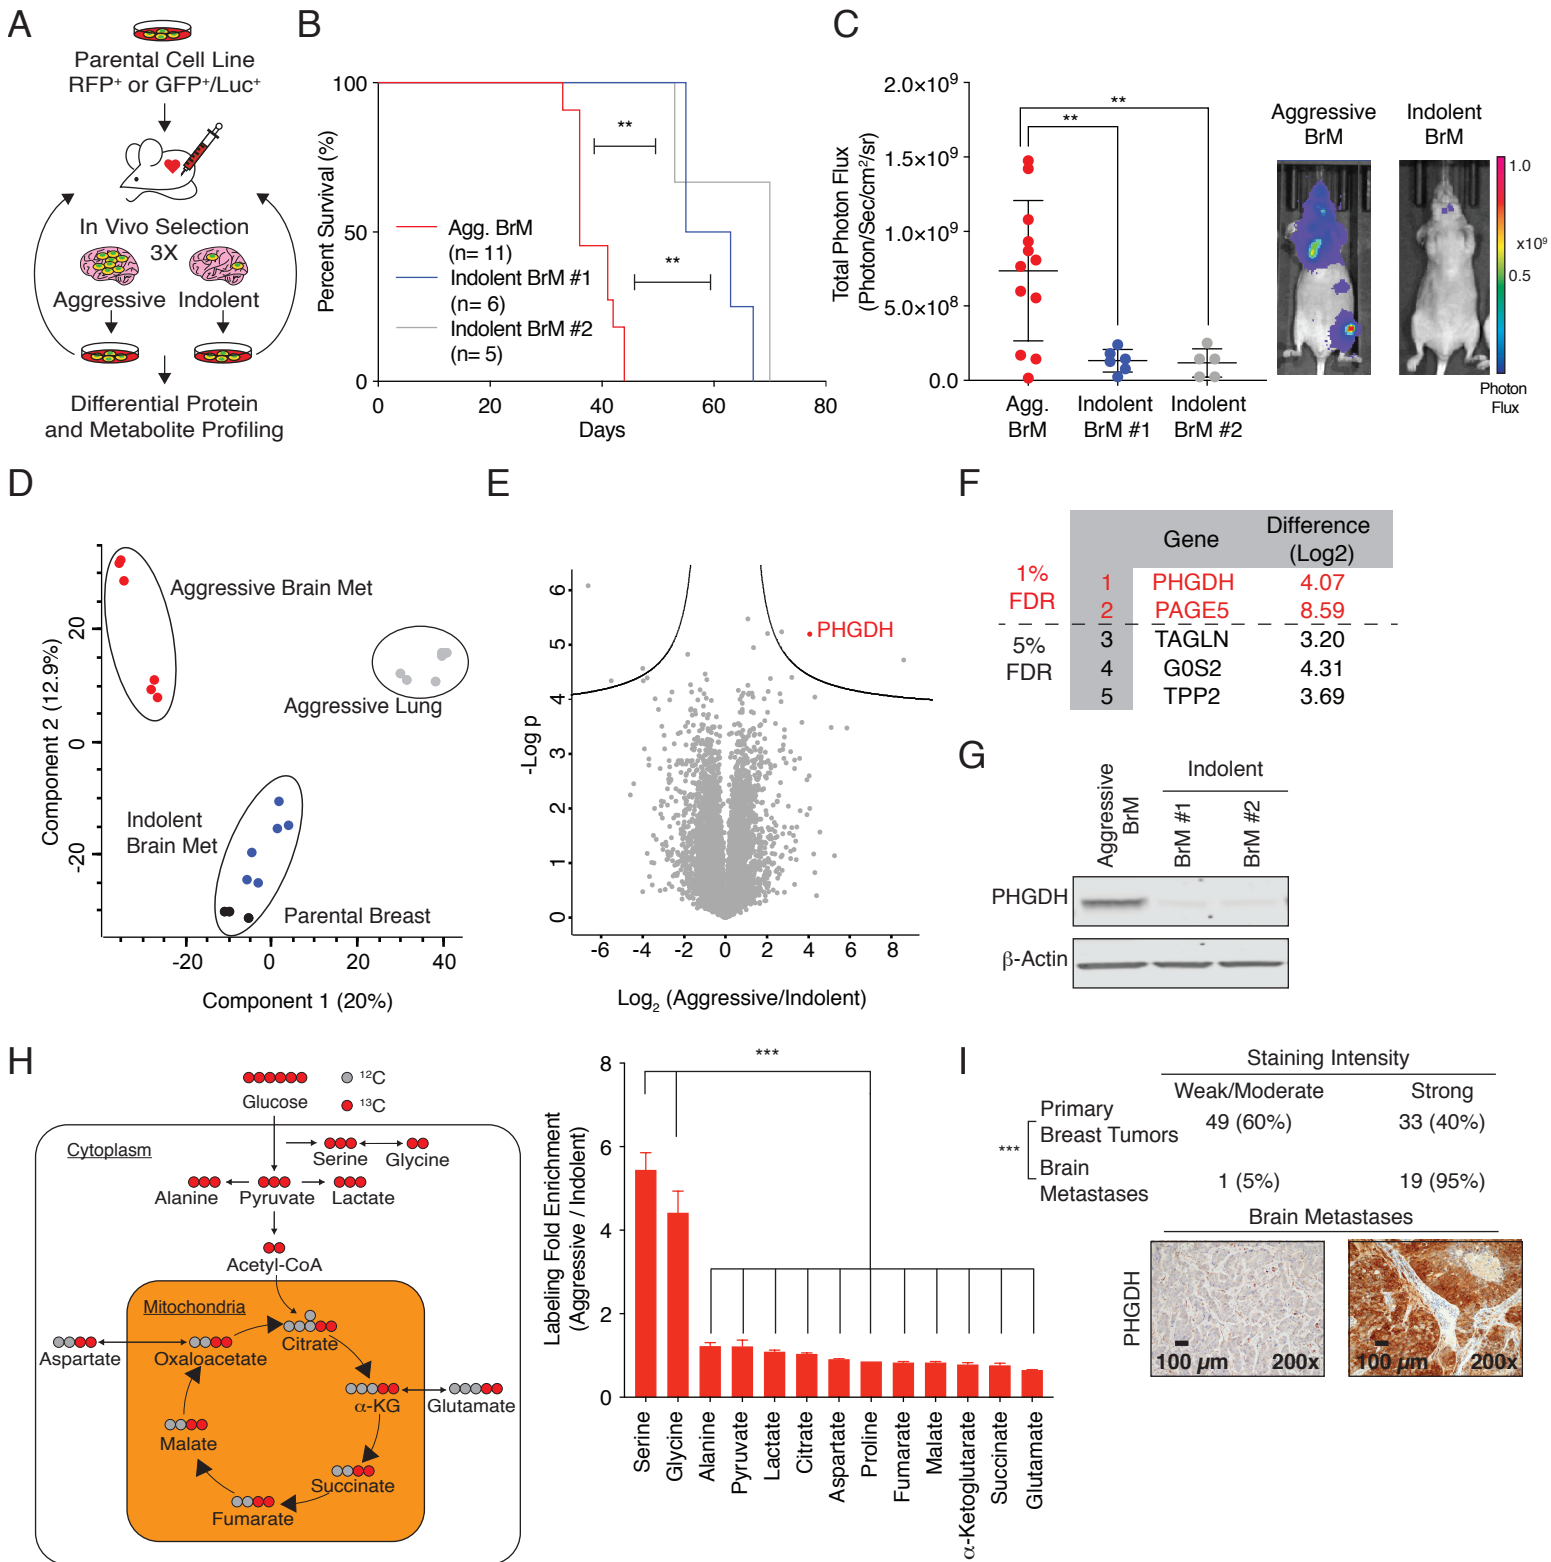 A
Parental Cell Line
RFP+ or GFP+/Luc+
In Vivo Selection
3X
Aggressive Indolent
Differential Protein
and Metabolite Profiling
B
Percent Survival (%)
100
50
0
**
**
Agg. BrM
(n= 11)
Indolent BrM #1
(n= 6)
Indolent BrM #2
(n= 5)
0 20 40 60 80
Days
C
Total Photon Flux
(Photon/Sec/cm²/sr)
2.0×10⁹
1.5×10⁹
1.0×10⁹
5.0×10⁸
0.0
**
**
Agg.
BrM
Indolent
BrM #1
Indolent
BrM #2
Aggressive
BrM
Indolent
BrM
1.0
x10⁹
0.5
Photon
Flux
D
Component 2 (12.9%)
20
0
-20
Aggressive Brain Met
Aggressive Lung
Indolent
Brain Met
Parental Breast
-20 0 20 40
Component 1 (20%)
E
-Log p
6
5
4
3
2
1
0
PHGDH
-6 -4 -2 0 2 4 6 8
Log₂ (Aggressive/Indolent)
F
Gene
Difference
(Log2)
1%
FDR
1 PHGDH 4.07
2 PAGE5 8.59
5%
FDR
3 TAGLN 3.20
4 G0S2 4.31
5 TPP2 3.69
G
Aggressive
BrM
Indolent
BrM #1
BrM #2
PHGDH
β-Actin
H
Glucose
¹²C
¹³C
Cytoplasm
Serine
Glycine
Alanine
Pyruvate
Lactate
Acetyl-CoA
Mitochondria
Citrate
Aspartate
Oxaloacetate
α-KG
Glutamate
Malate
Succinate
Fumarate
Labeling Fold Enrichment
(Aggressive / Indolent)
8
6
4
2
0
***
Serine
Glycine
Alanine
Pyruvate
Lactate
Citrate
Aspartate
Proline
Fumarate
Malate
α-Ketoglutarate
Succinate
Glutamate
I
Staining Intensity
Weak/Moderate Strong
Primary
Breast Tumors
49 (60%) 33 (40%)
***
Brain
Metastases
1 (5%) 19 (95%)
Brain Metastases
PHGDH
100 µm 200x
100 µm 200x